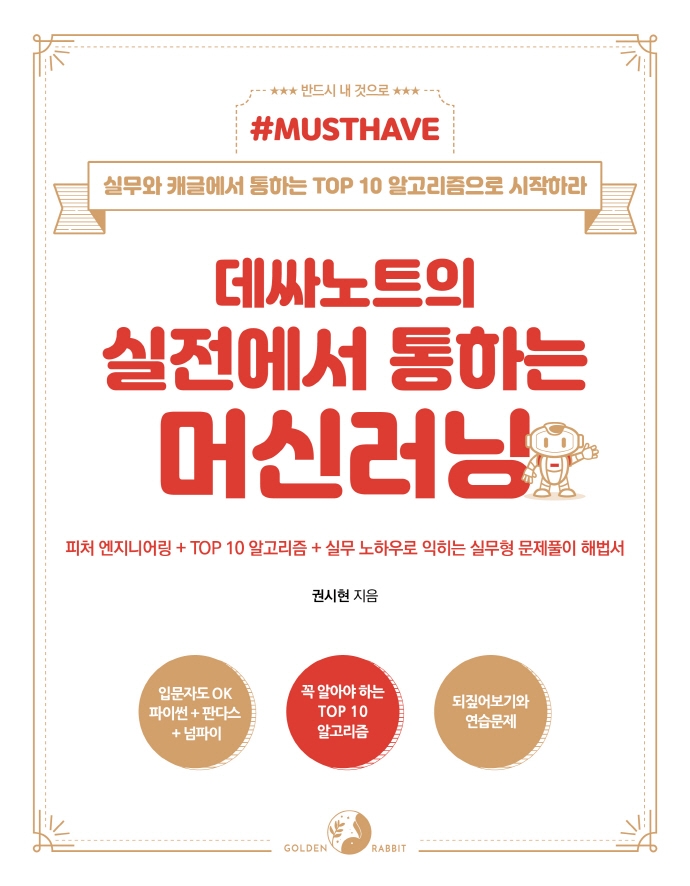 ★★★ 반드시 내 것으로 ★★★
#MUSTHAVE
실무와 캐글에서 통하는 TOP 10 알고리즘으로 시작하라
데싸노트의
실전에서 통하는
머신러닝
피처 엔지니어링 + TOP 10 알고리즘 + 실무 노하우로 익히는 실무형 문제풀이 해법서
권시현 지음
입문자도 OK
파이썬 + 판다스
+ 넘파이
꼭 알아야 하는
TOP 10
알고리즘
되짚어보기와
연습문제
GOLDEN RABBIT